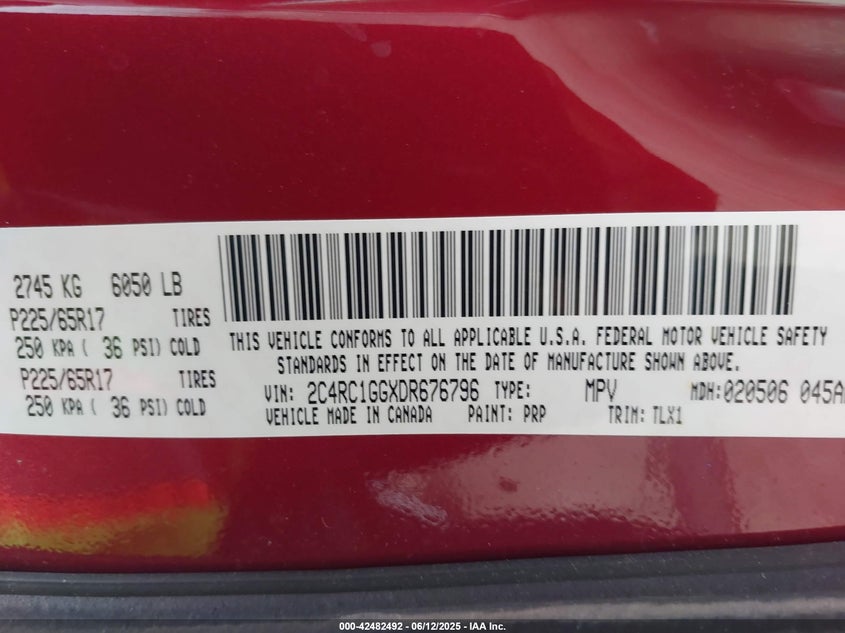 2745 KG 6050 LB
P225/65R17 TIRES
250 KPA ( 36 PSI) COLD
P225/65R17 TIRES
250 KPA ( 36 PSI) COLD
THIS VEHICLE CONFORMS TO ALL APPLICABLE U.S.A. FEDERAL MOTOR VEHICLE SAFETY
STANDARDS IN EFFECT ON THE DATE OF MANUFACTURE SHOWN ABOVE.
VIN: 2C4RC1GGXDR676796 TYPE: MPV MDH:020506 045A
VEHICLE MADE IN CANADA PAINT: PRP TRIM: TLX1
000-42482492 - 06/12/2025 - IAA Inc.